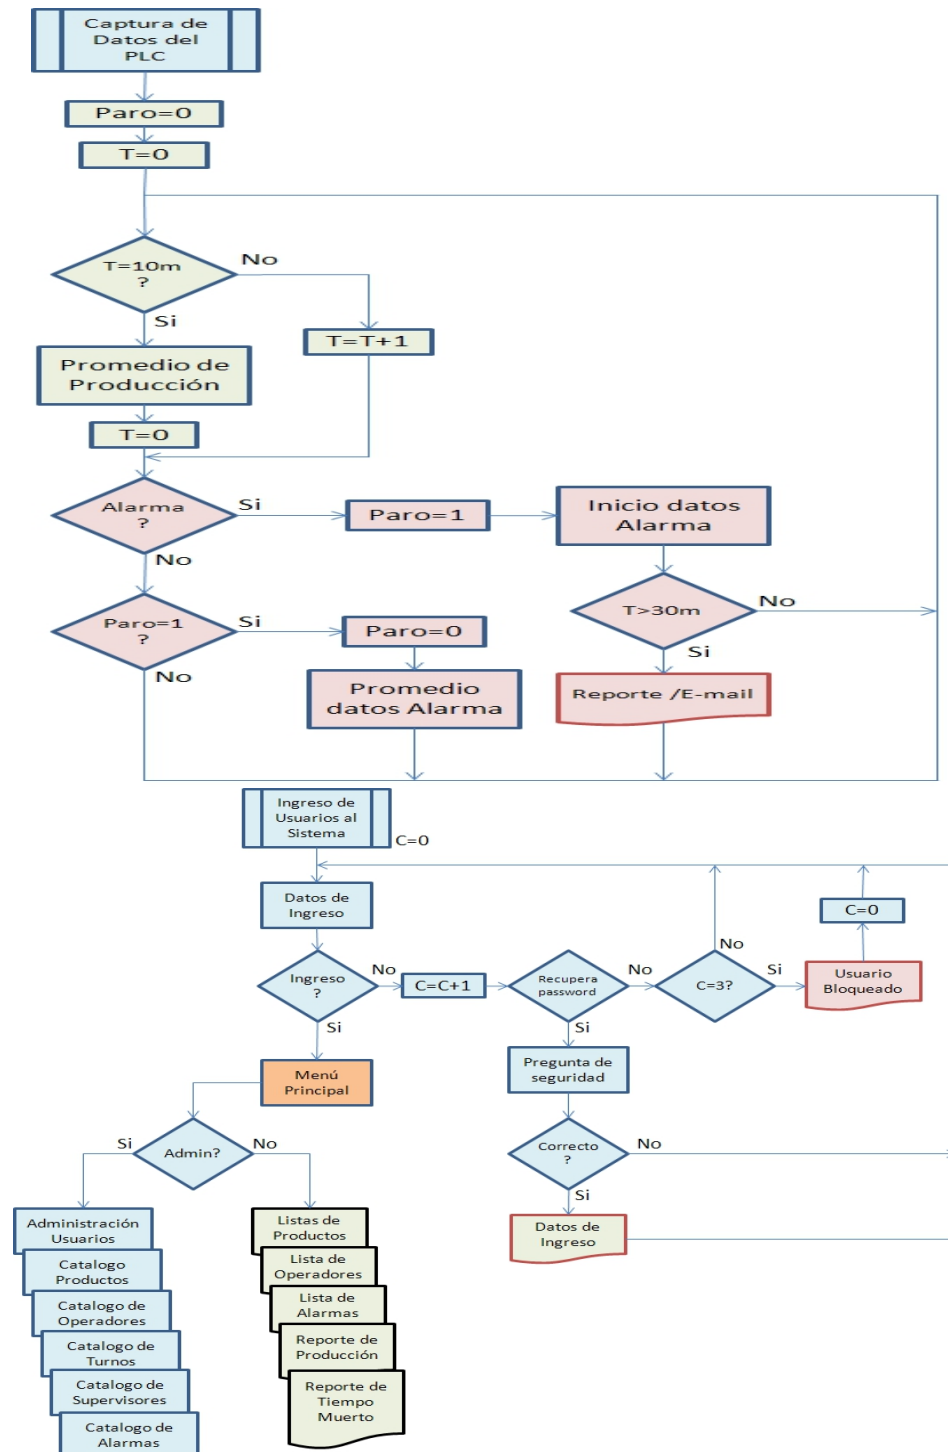 Captura de
Datos del
PLC
Paro=0
T=0
T=10m
?
No
Si
T=T+1
Promedio de
Producción
T=0
Alarma
?
Si
Paro=1
Inicio datos
Alarma
No
T>30m
No
Paro=1
?
Si
Paro=0
Si
No
Promedio
datos Alarma
Reporte /E-mail
Ingreso de
Usuarios al
Sistema
C=0
Datos de
Ingreso
C=0
No
Ingreso
?
No
C=C+1
Recupera
password
No
C=3?
Si
Usuario
Bloqueado
Si
Si
Menú
Principal
Pregunta de
seguridad
Si
Admin?
No
Correcto
?
No
Si
Administración
Usuarios
Catalogo
Productos
Catalogo de
Operadores
Catalogo de
Turnos
Catalogo de
Supervisores
Catalogo de
Alarmas
Listas de
Productos
Lista de
Operadores
Lista de
Alarmas
Reporte de
Producción
Reporte de
Tiempo
Muerto
Datos de
Ingreso